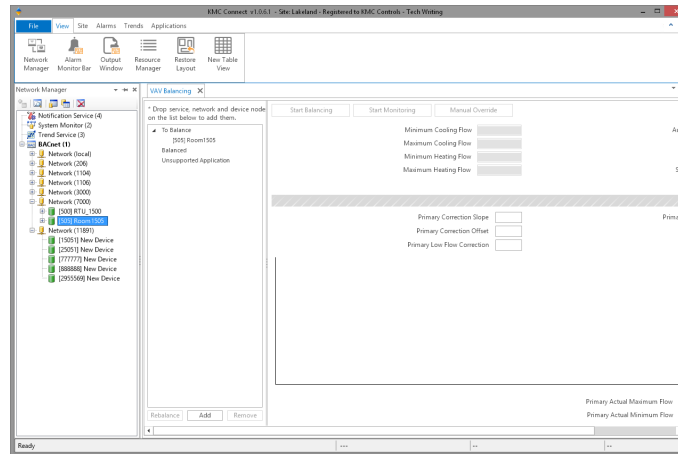 KMC Connect v1.0.6.1 - Site: Lakeland - Registered to KMC Controls - Tech Writing
File View Site Alarms Trends Applications
Network Manager
Alarm Monitor Bar
Output Window
Resource Manager
Restore Layout
New Table View
Network Manager
VAV Balancing
Notification Service (4)
System Monitor (2)
Trend Service (3)
BACnet (1)
Network (local)
Network (206)
Network (1104)
Network (1106)
Network (3000)
Network (7000)
[500] RTU_1500
[505] Room1505
Network (11891)
[15051] New Device
[25051] New Device
[777777] New Device
[888888] New Device
[2955569] New Device
* Drop service, network and device node
on the list below to add them.
To Balance
[505] Room1505
Balanced
Unsupported Application
Rebalance Add Remove
Start Balancing Start Monitoring Manual Override
Minimum Cooling Flow
Maximum Cooling Flow
Minimum Heating Flow
Maximum Heating Flow
Primary Correction Slope
Primary Correction Offset
Primary Low Flow Correction
Primary Actual Maximum Flow
Primary Actual Minimum Flow
Ready --- -- --